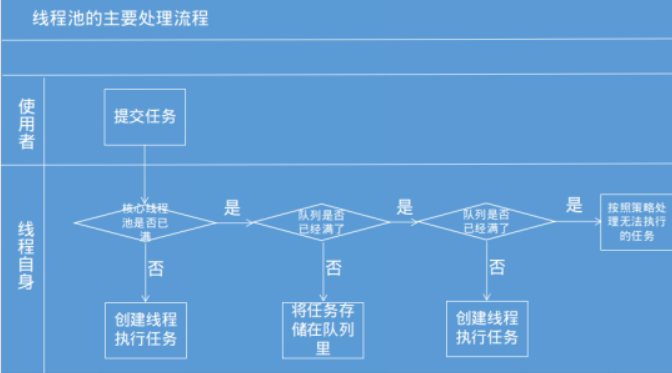 线程池的主要处理流程
使
用
者
提交任务
线
程
自
身
核心线程
池是否已
满
是
队列是否
已经满了
是
队列是否
已经满了
是
按照策略处
理无法执行
的任务
否
否
否
创建线程
执行任务
将任务存
储在队列
里
创建线程
执行任务